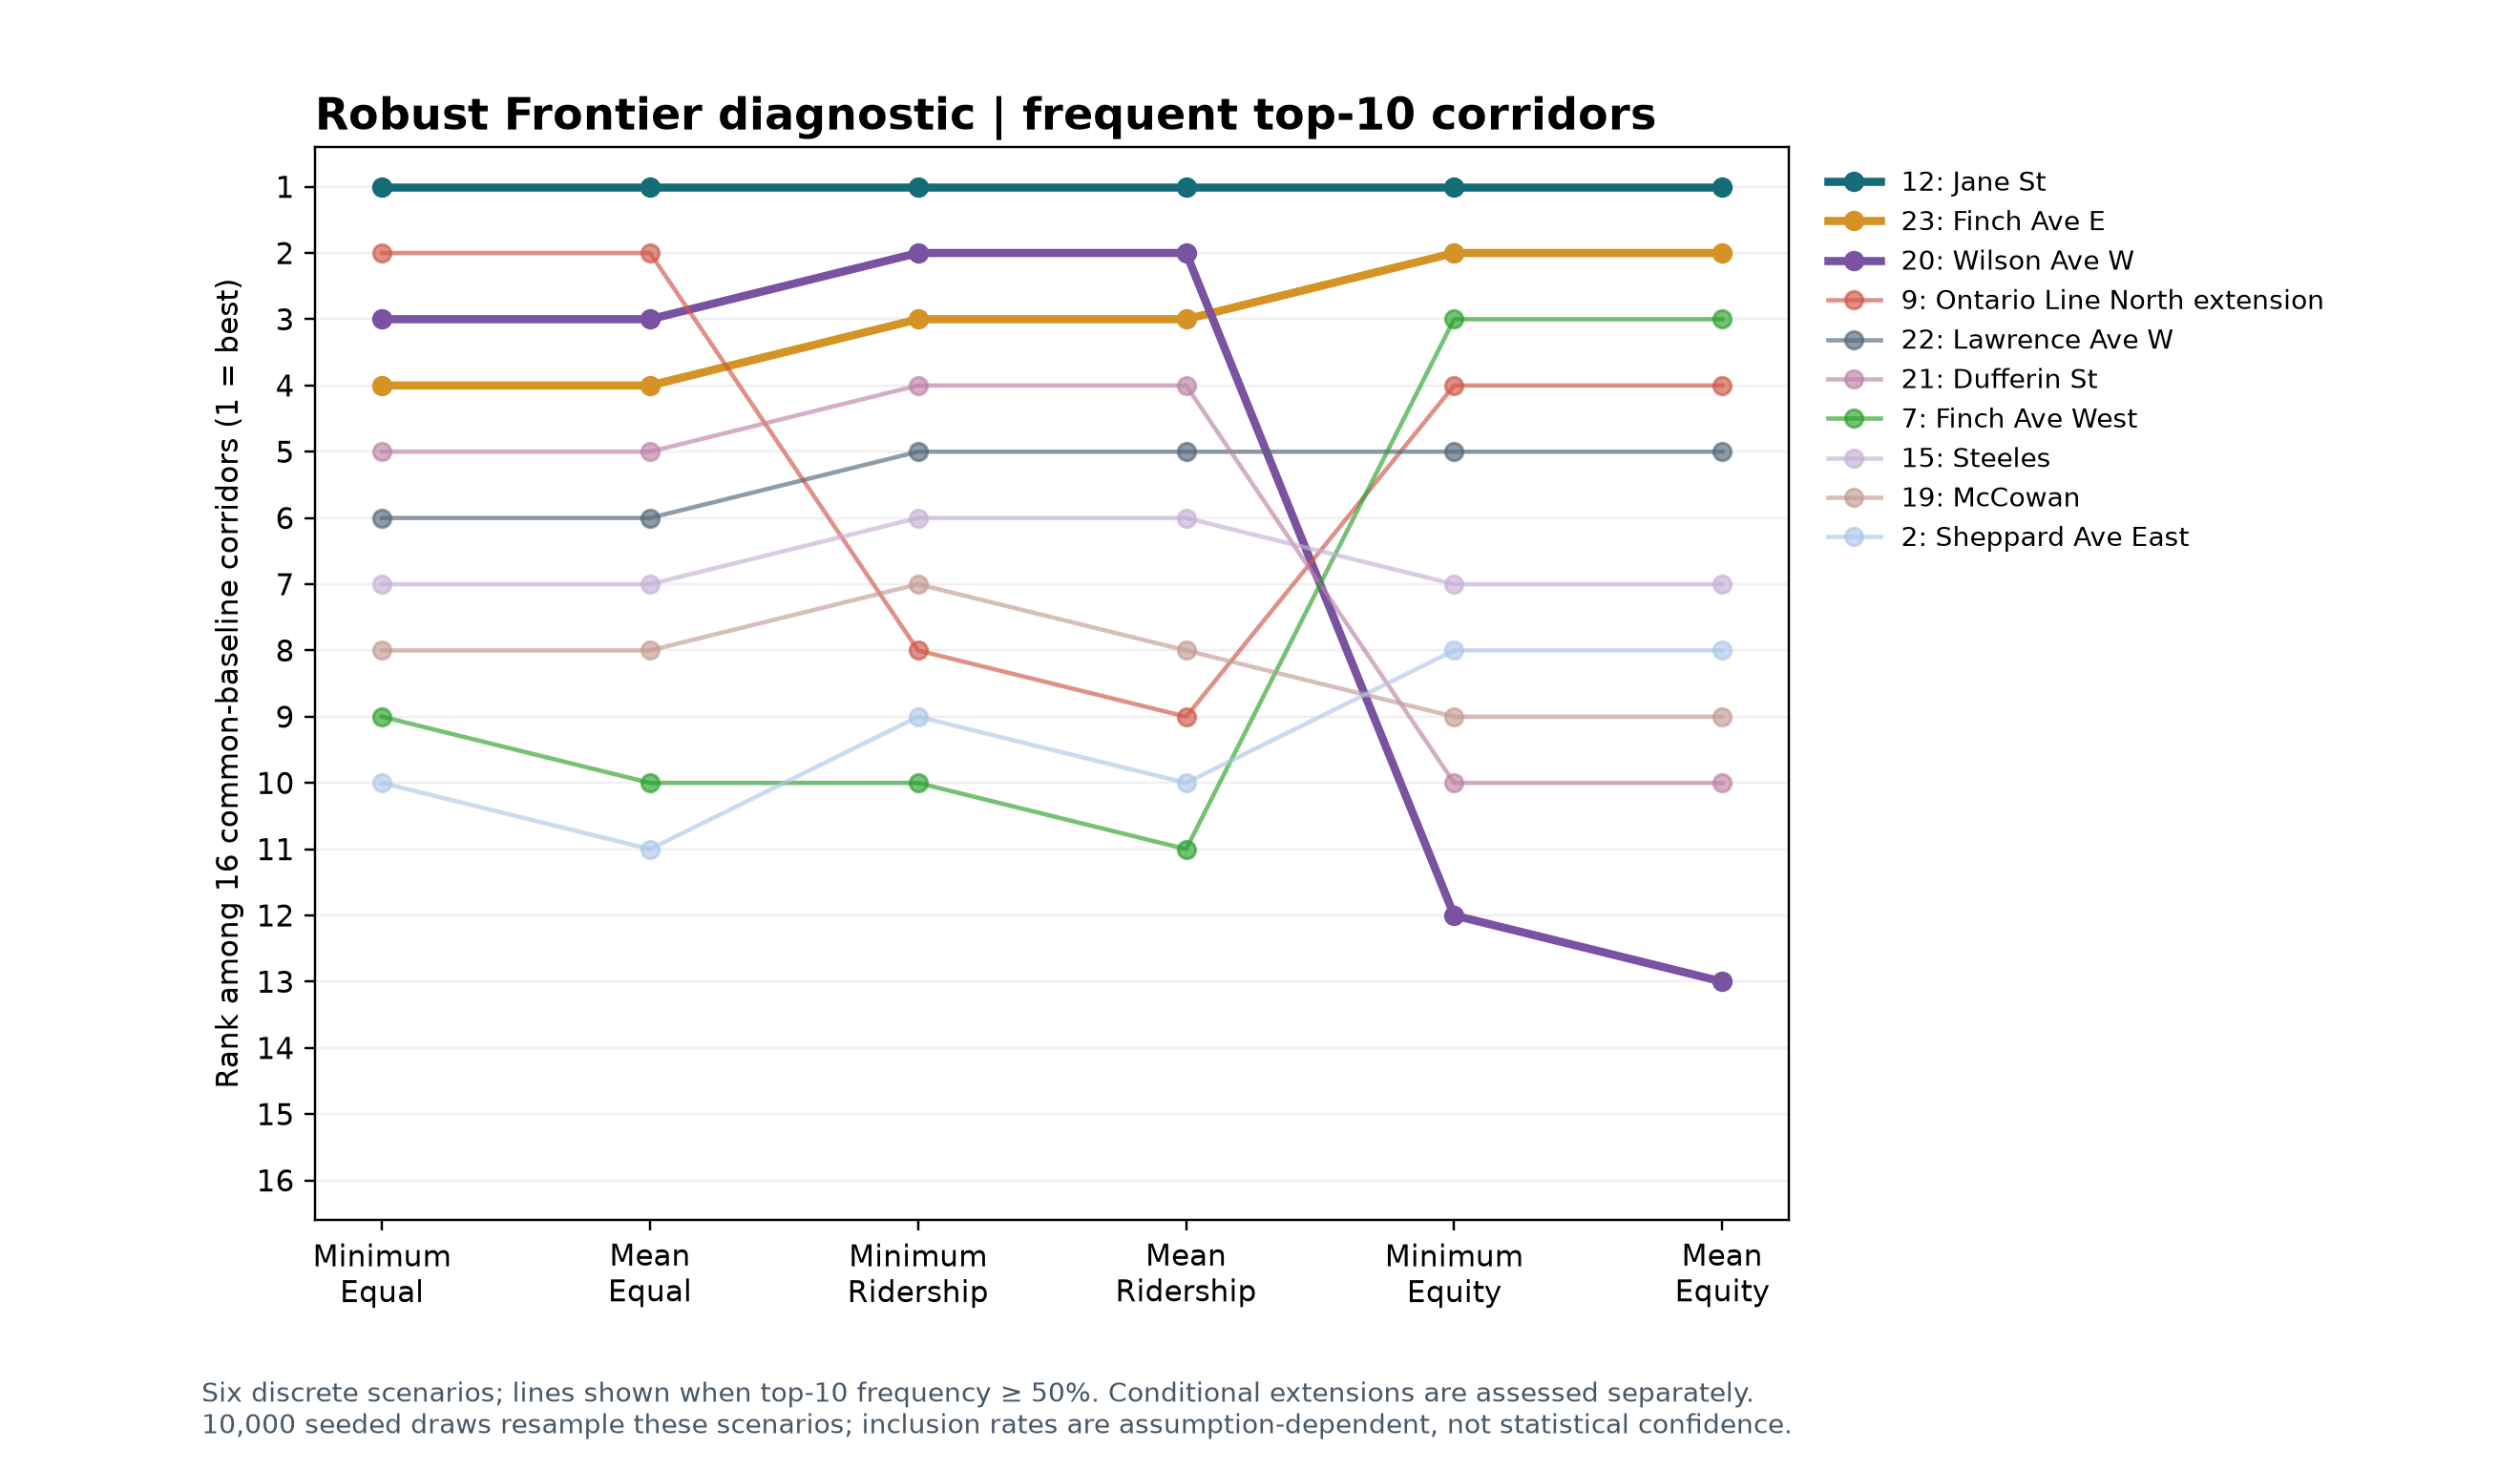 Robust Frontier diagnostic | frequent top-10 corridors
Rank among 16 common-baseline corridors (1 = best)
1
2
3
4
5
6
7
8
9
10
11
12
13
14
15
16
Minimum
Equal
Mean
Equal
Minimum
Ridership
Mean
Ridership
Minimum
Equity
Mean
Equity
12: Jane St
23: Finch Ave E
20: Wilson Ave W
9: Ontario Line North extension
22: Lawrence Ave W
21: Dufferin St
7: Finch Ave West
15: Steeles
19: McCowan
2: Sheppard Ave East
Six discrete scenarios; lines shown when top-10 frequency ≥ 50%. Conditional extensions are assessed separately.
10,000 seeded draws resample these scenarios; inclusion rates are assumption-dependent, not statistical confidence.